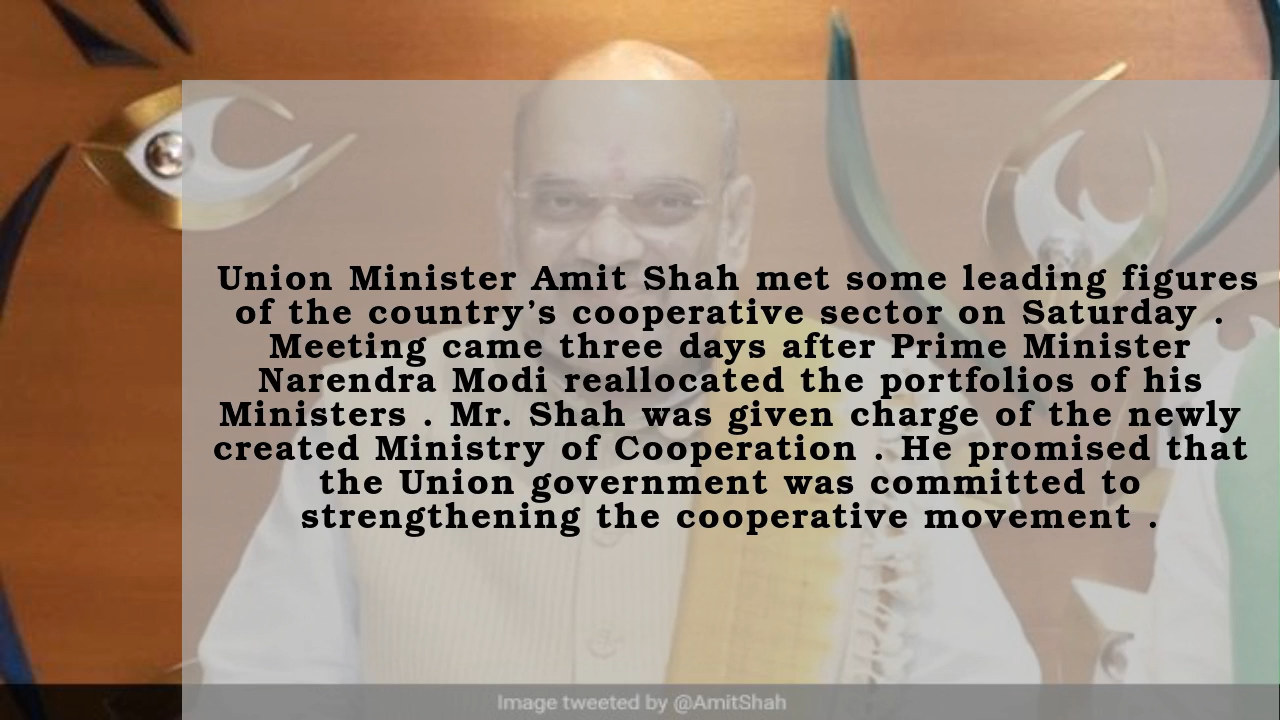 Union Minister Amit Shah met some leading figures
of the country’s cooperative sector on Saturday .
Meeting came three days after Prime Minister
Narendra Modi reallocated the portfolios of his
Ministers . Mr. Shah was given charge of the newly
created Ministry of Cooperation . He promised that
the Union government was committed to
strengthening the cooperative movement .
Image tweeted by @AmitShah